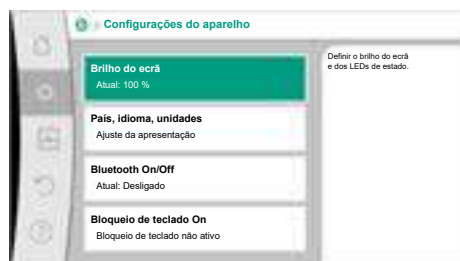 Configurações do aparelho
Brilho do ecrã
Atual: 100 %
País, idioma, unidades
Ajuste da apresentação
Bluetooth On/Off
Atual: Desligado
Bloqueio de teclado On
Bloqueio de teclado não ativo
Definir o brilho do ecrã
e dos LEDs de estado.